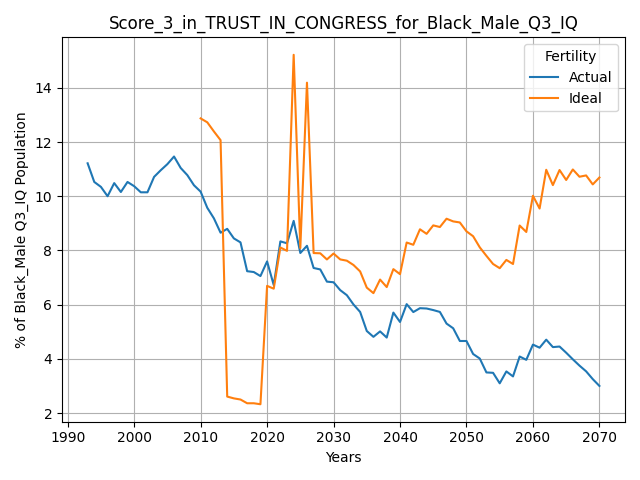 Score_3_in_TRUST_IN_CONGRESS_for_Black_Male_Q3_IQ
Fertility
Actual
Ideal
% of Black_Male Q3_IQ Population
14
12
10
8
6
4
2
1990 2000 2010 2020 2030 2040 2050 2060 2070
Years